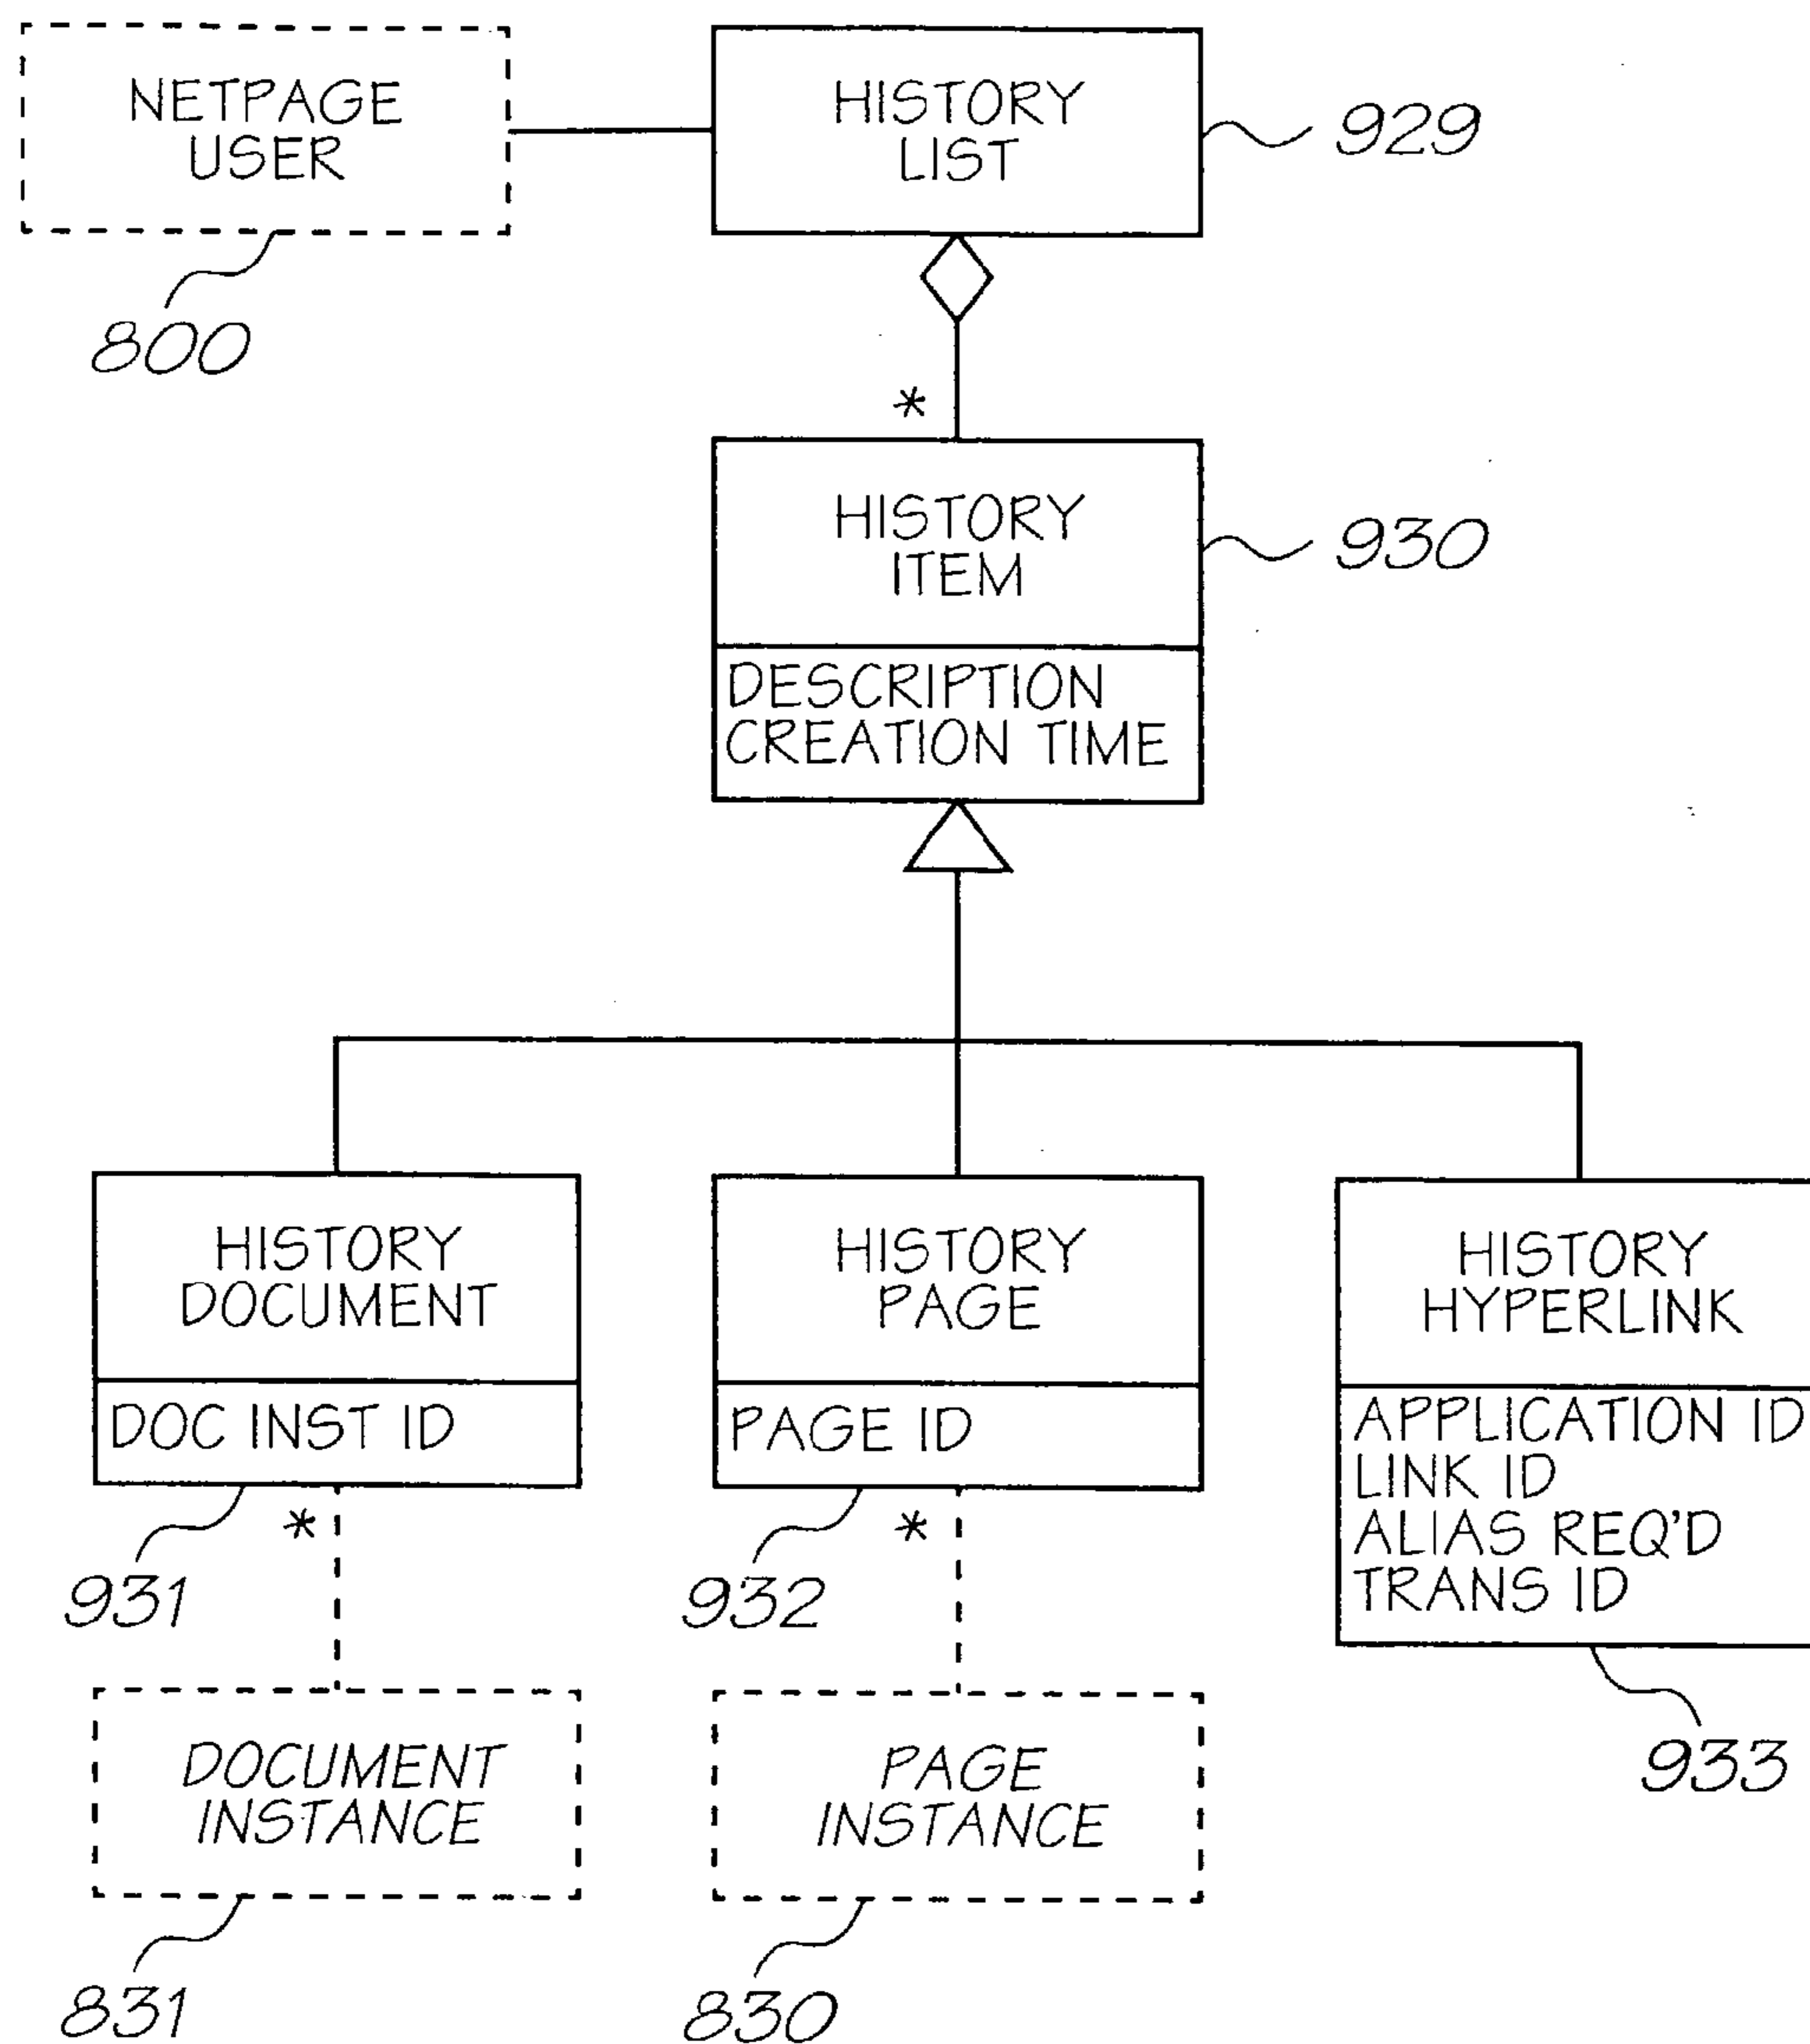 NETPAGE
USER
800
HISTORY
LIST
929
*
HISTORY
ITEM
930
DESCRIPTION
CREATION TIME
HISTORY
DOCUMENT
DOC INST ID
931
*
HISTORY
PAGE
PAGE ID
932
*
HISTORY
HYPERLINK
APPLICATION ID
LINK ID
ALIAS REQ'D
TRANS ID
933
DOCUMENT
INSTANCE
831
PAGE
INSTANCE
830